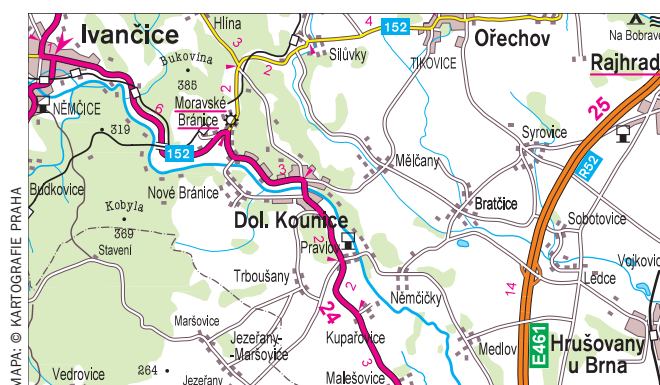 Hlína
4
152
Ořechov
Na Bobravě
Ivančice
1
Bukovina
385
3
2
2
Silůvky
TIKOVICE
Rajhrad
25
NĚMČICE
6
Moravské
Bránice
319
152
Syrovice
R52
Budkovice
Nové Bránice
3
Mělčany
Kobyla
369
Stavení
Dol. Kounice
Bratčice
Sobotovice
Pravlov
2
Vojkovice
Trboušany
2
Němčičky
14
Ledce
24
Maršovice
Jezeřany-
-Maršovice
Kupařovice
Medlov
E461
Hrušovany
u Brna
Vedrovice
264
Jezeřany
3
Malešovice
MAPA: © KARTOGRAFIE PRAHA